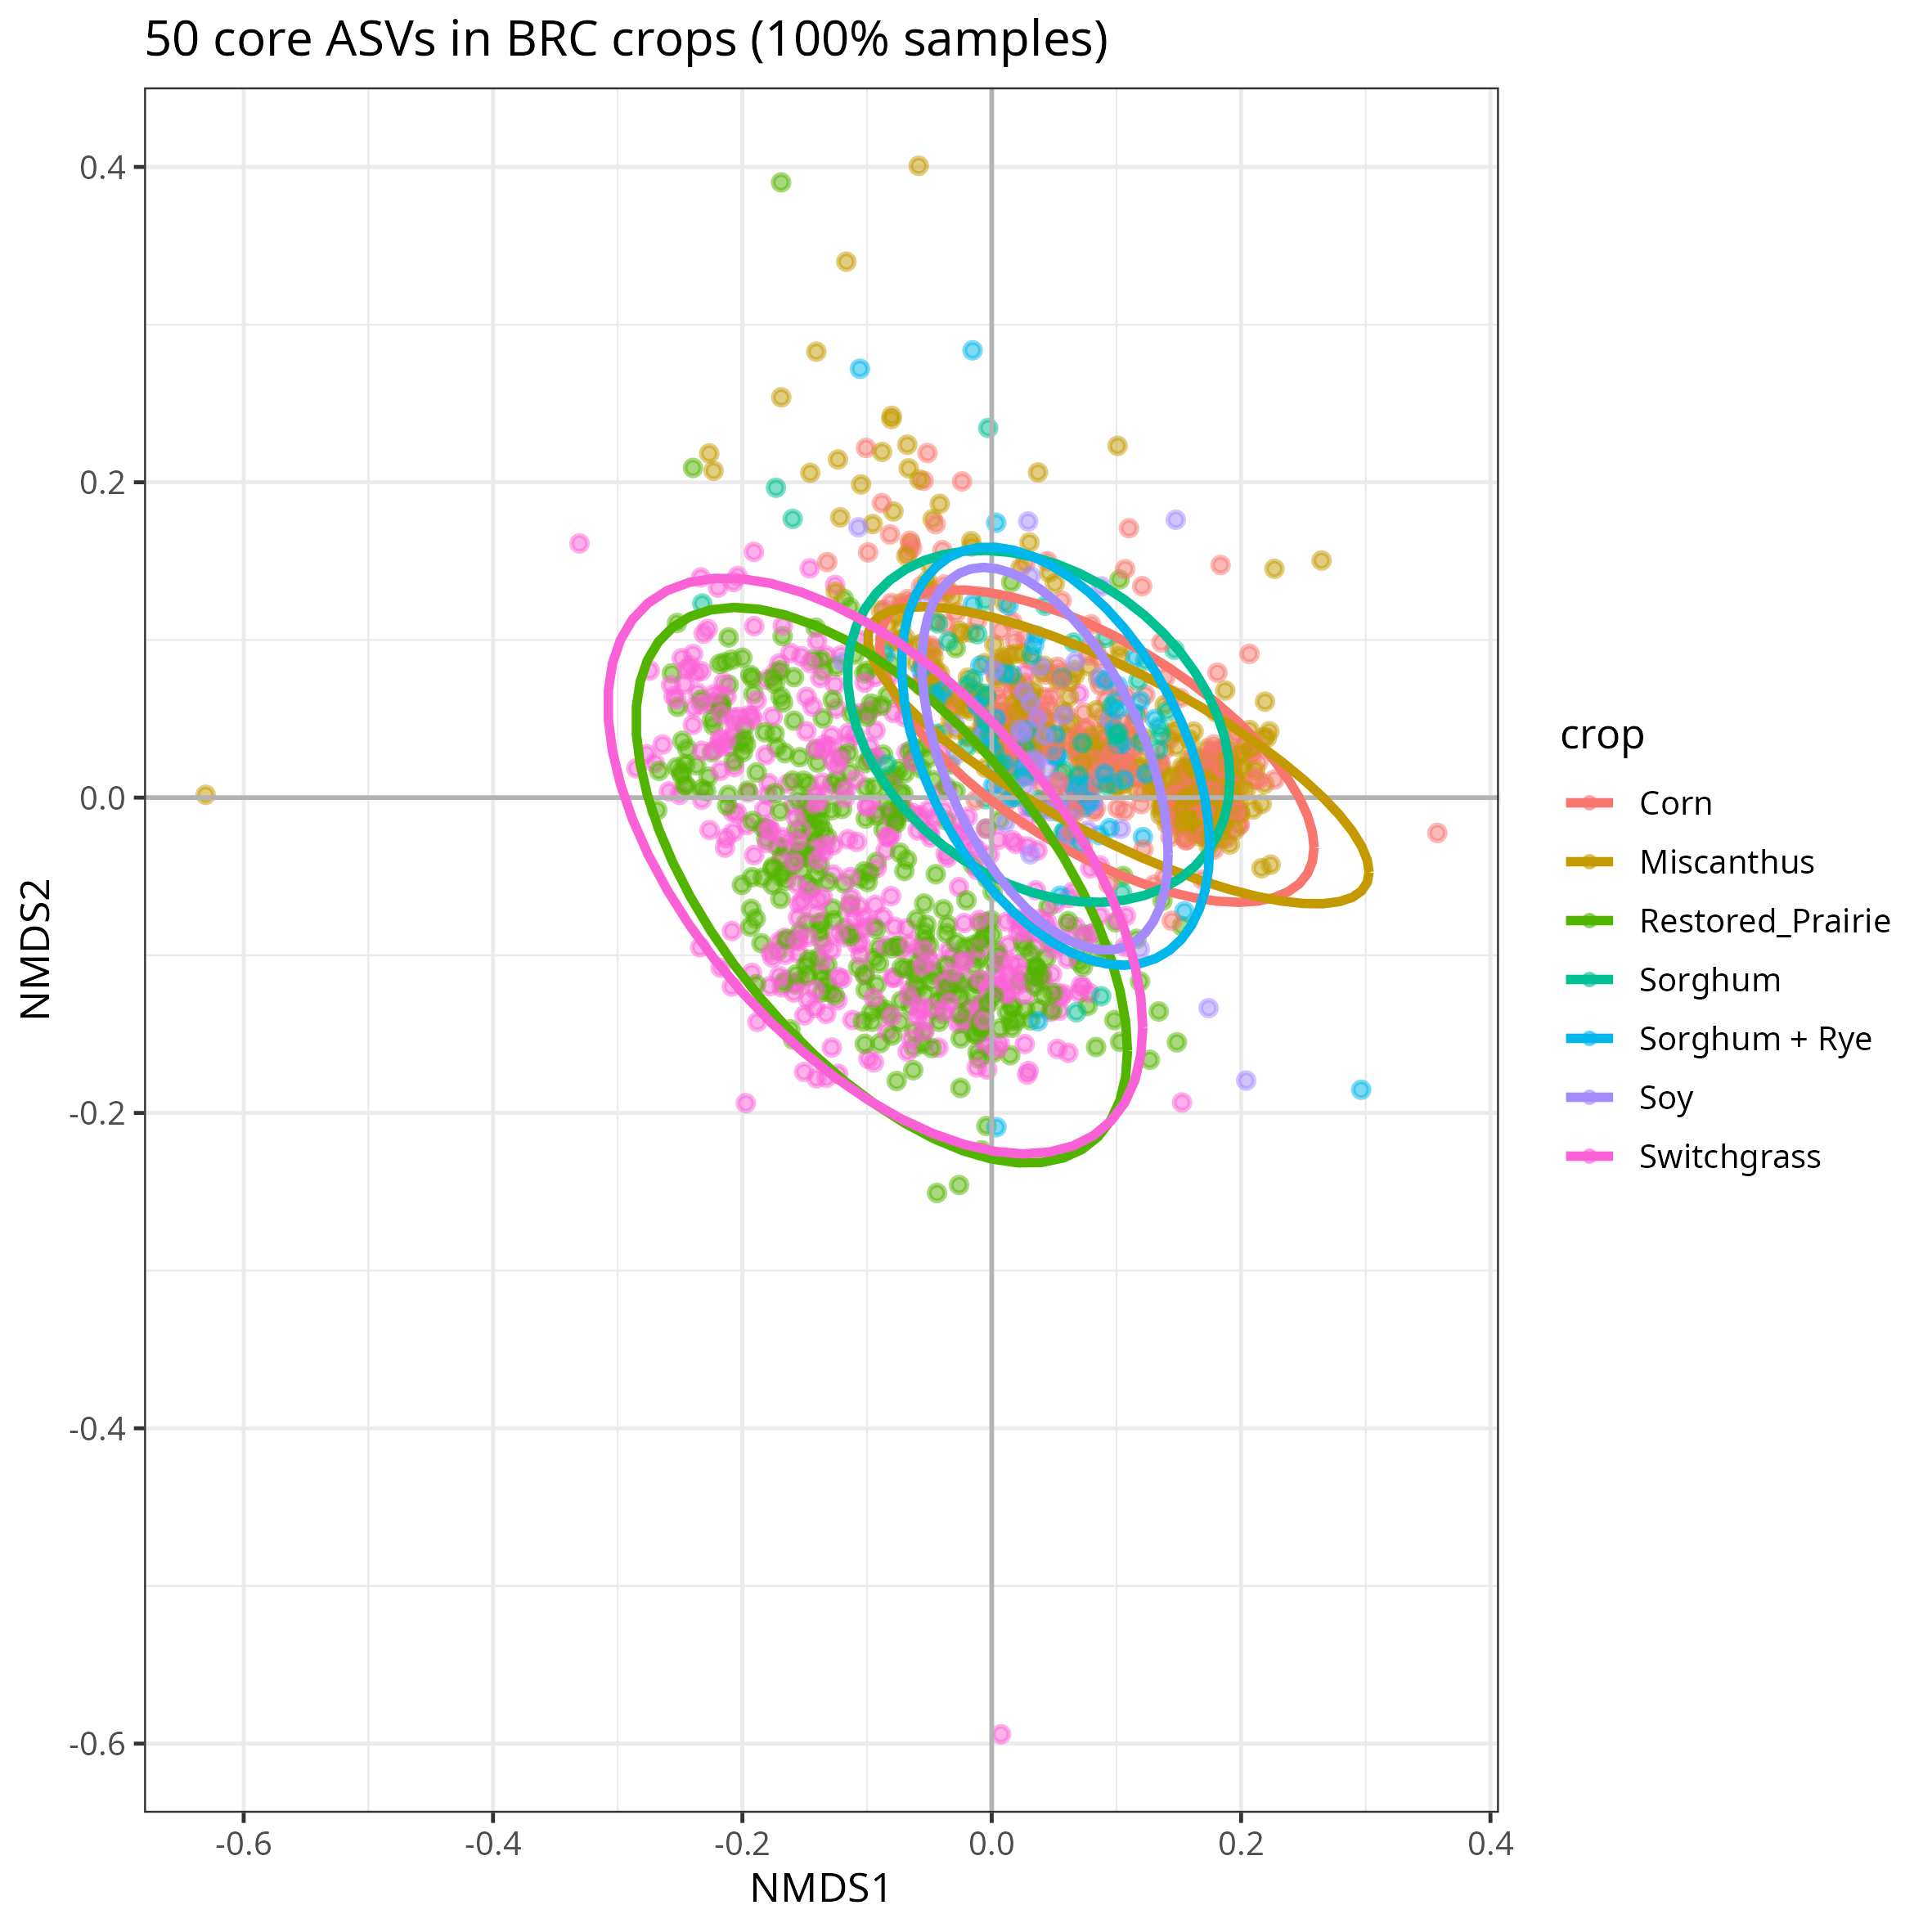 50 core ASVs in BRC crops (100% samples)
0.4
0.2
0.0
-0.2
-0.4
-0.6
NMDS2
-0.6
-0.4
-0.2
0.0
0.2
0.4
NMDS1
crop
Corn
Miscanthus
Restored_Prairie
Sorghum
Sorghum + Rye
Soy
Switchgrass